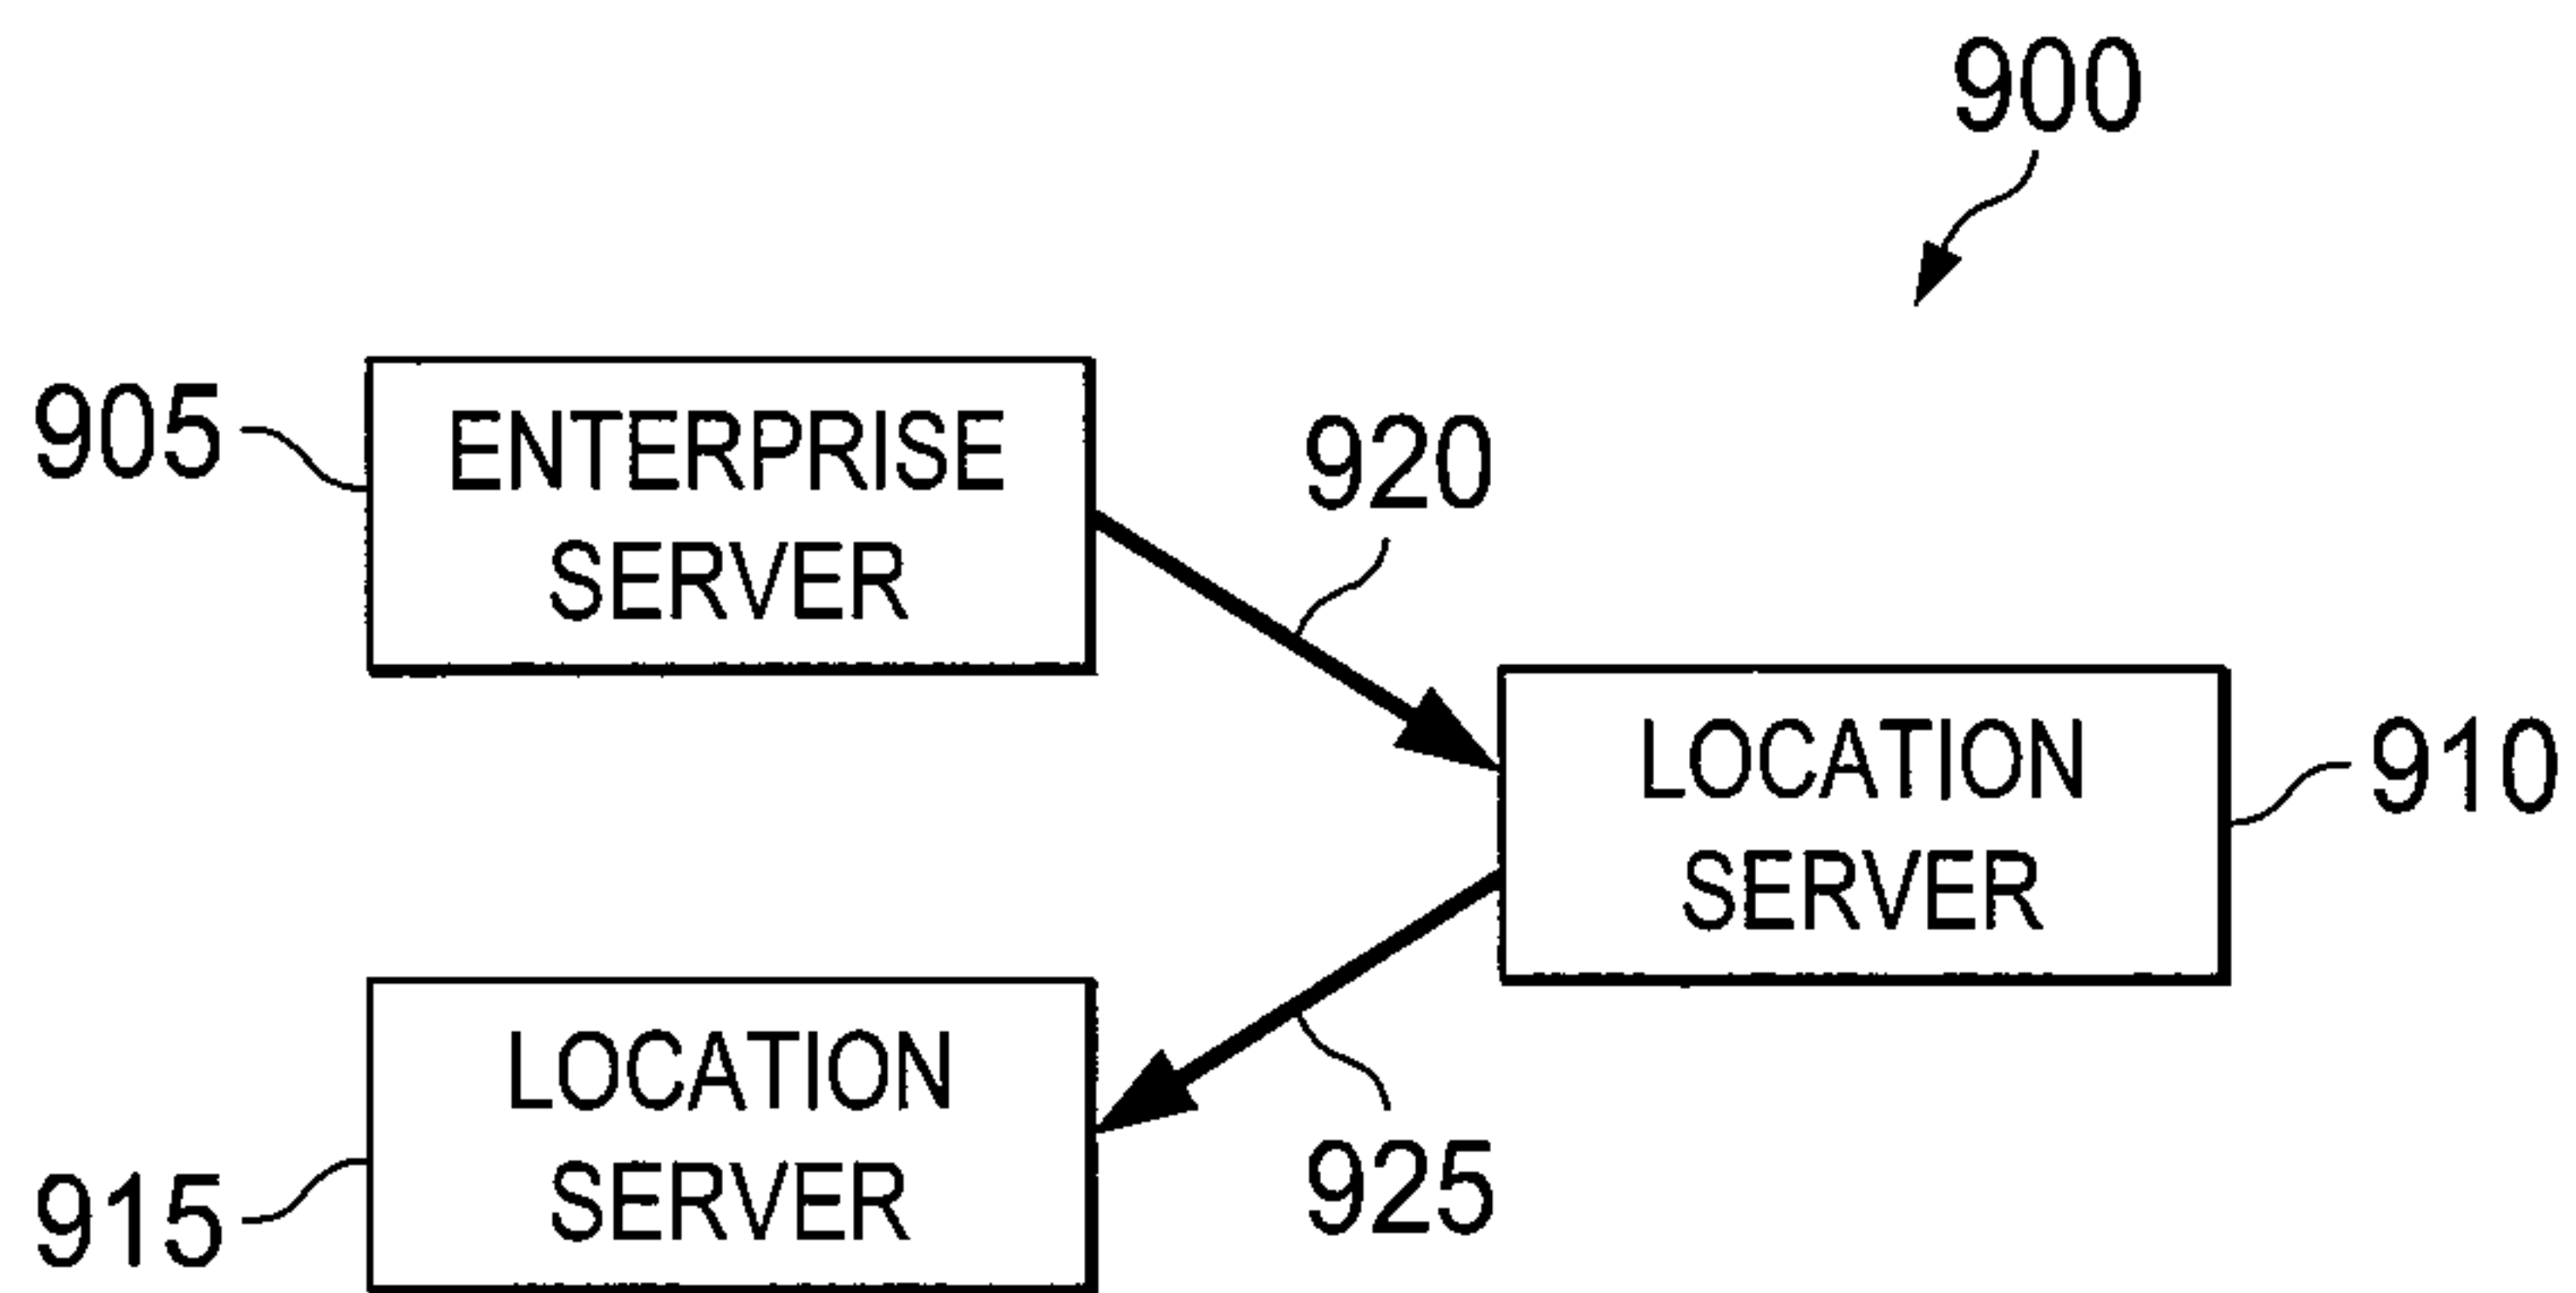 900
905
ENTERPRISE
SERVER
920
LOCATION
SERVER
910
LOCATION
SERVER
915
925